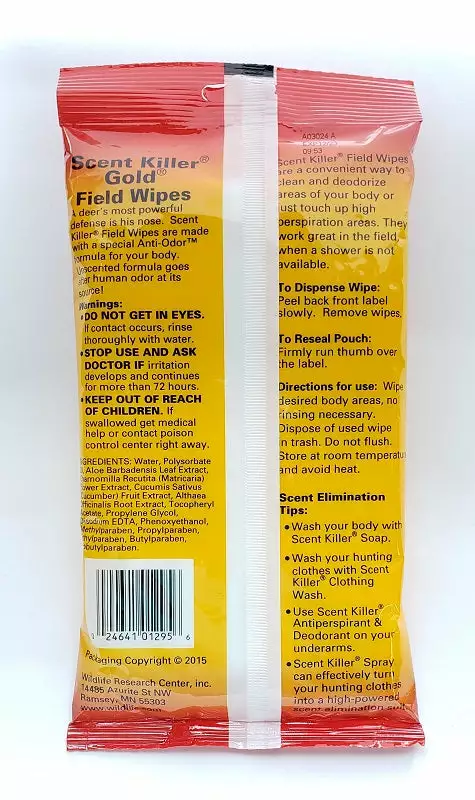 Scent Killer®
Gold®
Field Wipes
A deer's most powerful
defense is his nose. Scent
Killer® Field Wipes are made
with a special Anti-Odor™
formula for your body.
Unscented formula goes
after human odor at its
source!
Warnings:
• DO NOT GET IN EYES.
If contact occurs, rinse
thoroughly with water.
• STOP USE AND ASK
DOCTOR IF irritation
develops and continues
for more than 72 hours.
• KEEP OUT OF REACH
OF CHILDREN. If
swallowed get medical
help or contact poison
control center right away.
INGREDIENTS: Water, Polysorbate
Aloe Barbadensis Leaf Extract,
Chamomilla Recutita (Matricaria)
Flower Extract, Cucumis Sativus
(Cucumber) Fruit Extract, Althaea
Officinalis Root Extract, Tocopheryl
Acetate, Propylene Glycol,
Disodium EDTA, Phenoxyethanol,
Methylparaben, Propylparaben,
Ethylparaben, Butylparaben,
Isobutylparaben.
0 24641 01295 6
Packaging Copyright © 2015
Wildlife Research Center, inc.
14485 Azurite St NW
Ramsey, MN 55303
www.wildlife.com
A03024 A
09:53
Scent Killer® Field Wipes
are a convenient way to
clean and deodorize
areas of your body or
just touch up high
perspiration areas. They
work great in the field,
when a shower is not
available.
To Dispense Wipe:
Peel back front label
slowly. Remove wipes.
To Reseal Pouch:
Firmly run thumb over
the label.
Directions for use: Wipe
desired body areas, no
rinsing necessary.
Dispose of used wipe
in trash. Do not flush.
Store at room temperature
and avoid heat.
Scent Elimination
Tips:
• Wash your body with
Scent Killer® Soap.
• Wash your hunting
clothes with Scent
Killer® Clothing
Wash.
• Use Scent Killer®
Antiperspirant &
Deodorant on your
underarms.
• Scent Killer® Spray
can effectively turn
your hunting clothes
into a high-powered
scent elimination suit